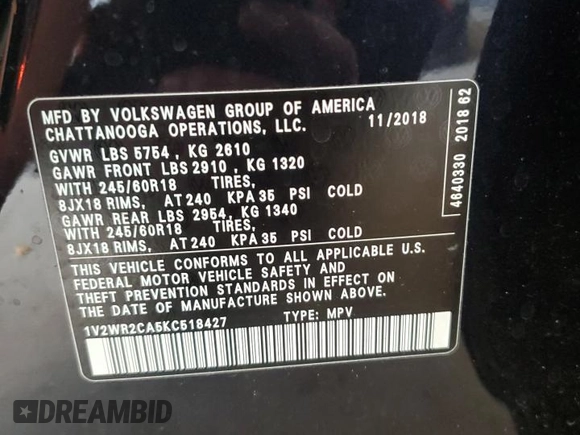 MFD BY VOLKSWAGEN GROUP OF AMERICA
CHATTANOOGA OPERATIONS, LLC. 11/2018
GVWR LBS 5754 , KG 2610
GAWR FRONT LBS 2910 , KG 1320
WITH 245/60R18 TIRES,
8JX18 RIMS, AT 240 KPA 35 PSI COLD
GAWR REAR LBS 2954, KG 1340
WITH 245/60R18 TIRES,
8JX18 RIMS, AT 240 KPA 35 PSI COLD
THIS VEHICLE CONFORMS TO ALL APPLICABLE U.S.
FEDERAL MOTOR VEHICLE SAFETY AND
THEFT PREVENTION STANDARDS IN EFFECT ON
THE DATE OF MANUFACTURE SHOWN ABOVE.
1V2WR2CA5KC518427 TYPE: MPV
4640330 2018 62
DREAMBID